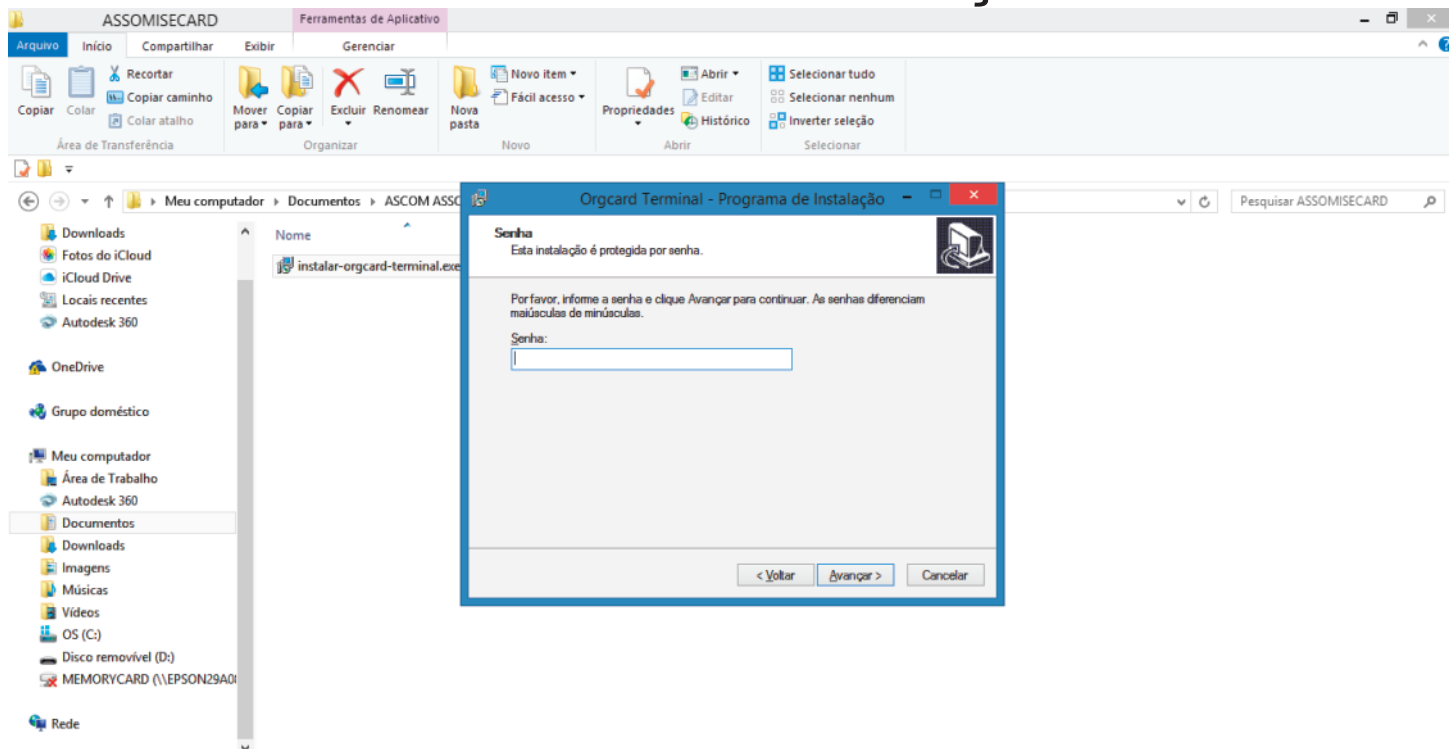 ASSOMISECARD
Ferramentas de Aplicativo
Arquivo Início Compartilhar Exibir Gerenciar
Copiar
Colar
Recortar
Copiar caminho
Colar atalho
Área de Transferência
Mover para
Copiar para
Excluir
Renomear
Organizar
Nova pasta
Novo item
Fácil acesso
Novo
Propriedades
Abrir
Editar
Histórico
Abrir
Selecionar tudo
Selecionar nenhum
Inverter seleção
Selecionar
Meu computador Documentos ASCOM ASSO
Pesquisar ASSOMISECARD
Downloads
Fotos do iCloud
iCloud Drive
Locais recentes
Autodesk 360
OneDrive
Grupo doméstico
Meu computador
Área de Trabalho
Autodesk 360
Documentos
Downloads
Imagens
Músicas
Vídeos
OS (C:)
Disco removível (D:)
MEMORYCARD (\\EPSON29A0
Rede
Nome
instalar-orgcard-terminal.exe
Orgcard Terminal - Programa de Instalação
Senha
Esta instalação é protegida por senha.
Por favor, informe a senha e clique Avançar para continuar. As senhas diferenciam
maiúsculas de minúsculas.
Senha:
< Voltar Avançar > Cancelar